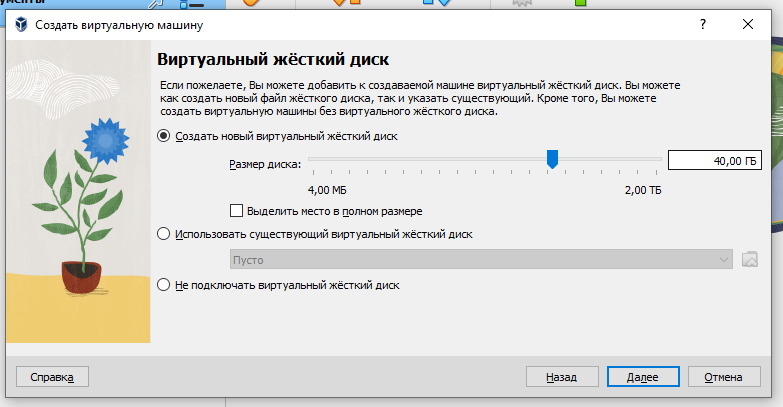 Создать виртуальную машину
Виртуальный жёсткий диск
Если пожелаете, Вы можете добавить к создаваемой машине виртуальный жёсткий диск. Вы можете
как создать новый файл жёсткого диска, так и указать существующий. Кроме того, Вы можете
создать виртуальную машины без виртуального жёсткого диска.
Создать новый виртуальный жёсткий диск
Размер диска:
40,00 ГБ
4,00 МБ
2,00 ТБ
Выделить место в полном размере
Использовать существующий виртуальный жёсткий диск
Пусто
Не подключать виртуальный жёсткий диск
Справка
Назад
Далее
Отмена